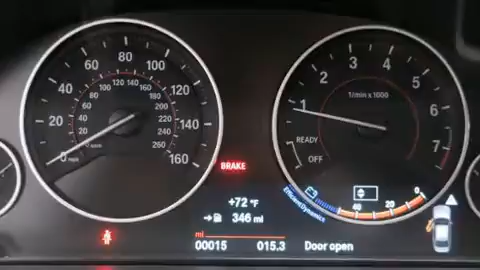 0 20 40 60 80 100 120 140 160
mph
20 40 60 80 100 120 140 160 180 200 220 240 260
km/h
1 2 3 4 5 6 7
1/min x 1000
READY
OFF
BRAKE
EfficientDynamics
40 20 0
+72 °F
346 mi
mi
00015 015.3
Door open